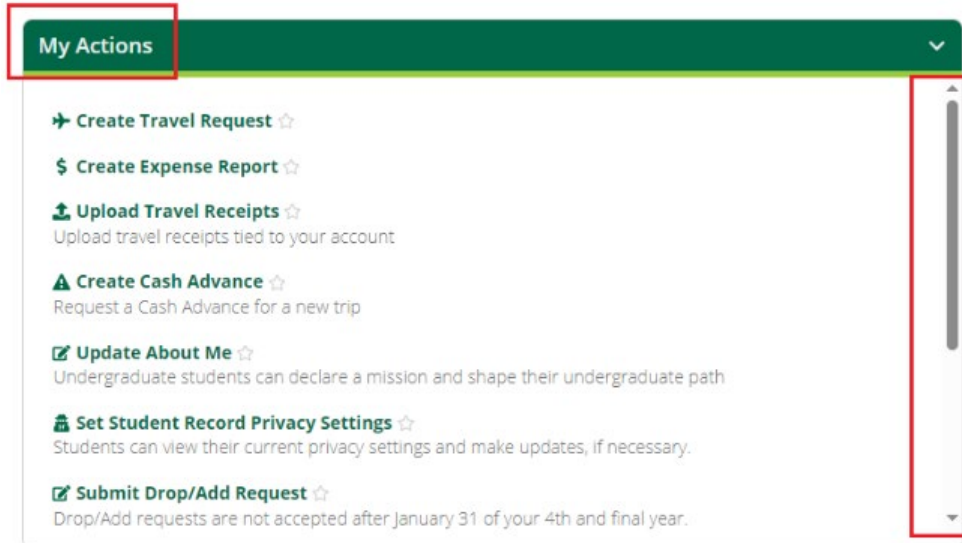 My Actions
Create Travel Request
$ Create Expense Report
Upload Travel Receipts
Upload travel receipts tied to your account
Create Cash Advance
Request a Cash Advance for a new trip
Update About Me
Undergraduate students can declare a mission and shape their undergraduate path
Set Student Record Privacy Settings
Students can view their current privacy settings and make updates, if necessary.
Submit Drop/Add Request
Drop/Add requests are not accepted after January 31 of your 4th and final year.